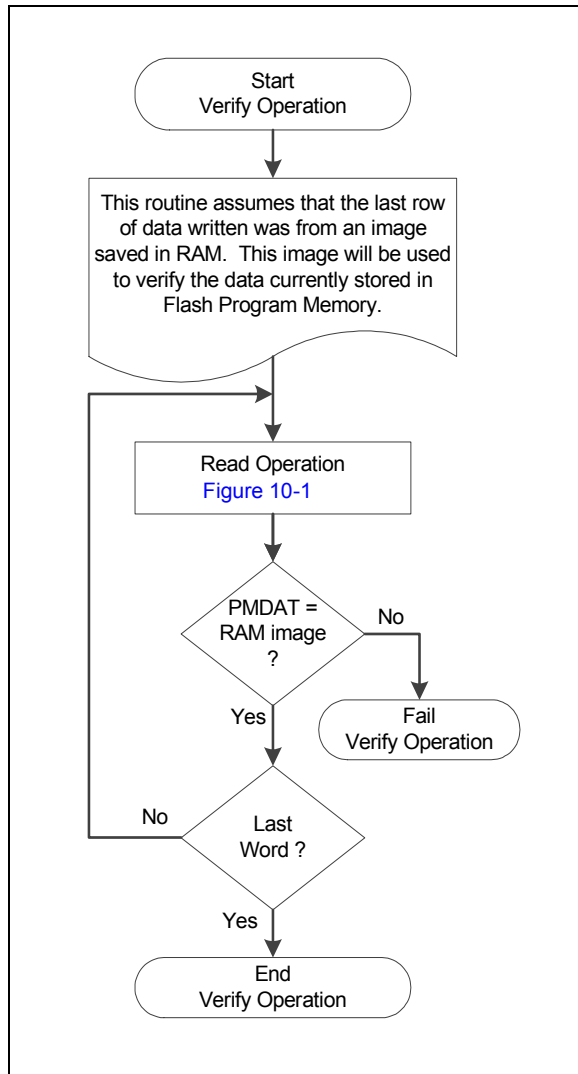 Start
Verify Operation
This routine assumes that the last row
of data written was from an image
saved in RAM. This image will be used
to verify the data currently stored in
Flash Program Memory.
Read Operation
Figure 10-1
PMDAT =
RAM image
?
No
Yes
Fail
Verify Operation
No
Last
Word ?
Yes
End
Verify Operation